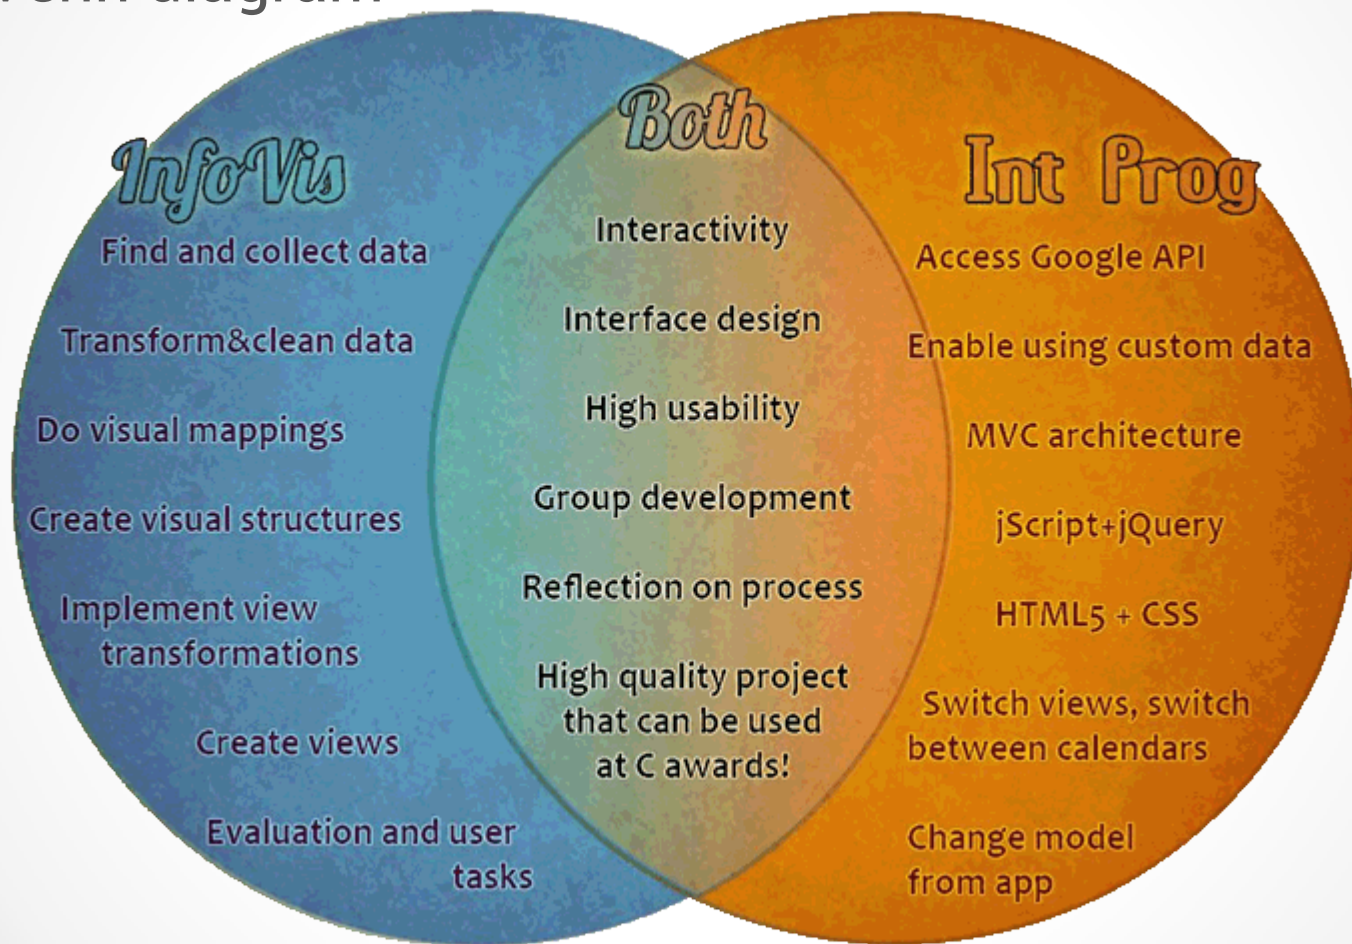 diagram
InfoVis
Find and collect data
Transform&clean data
Do visual mappings
Create visual structures
Implement view
transformations
Create views
Evaluation and user
tasks
Both
Interactivity
Interface design
High usability
Group development
Reflection on process
High quality project
that can be used
at C awards!
Int Prog
Access Google API
Enable using custom data
MVC architecture
jScript+jQuery
HTML5 + CSS
Switch views, switch
between calendars
Change model
from app